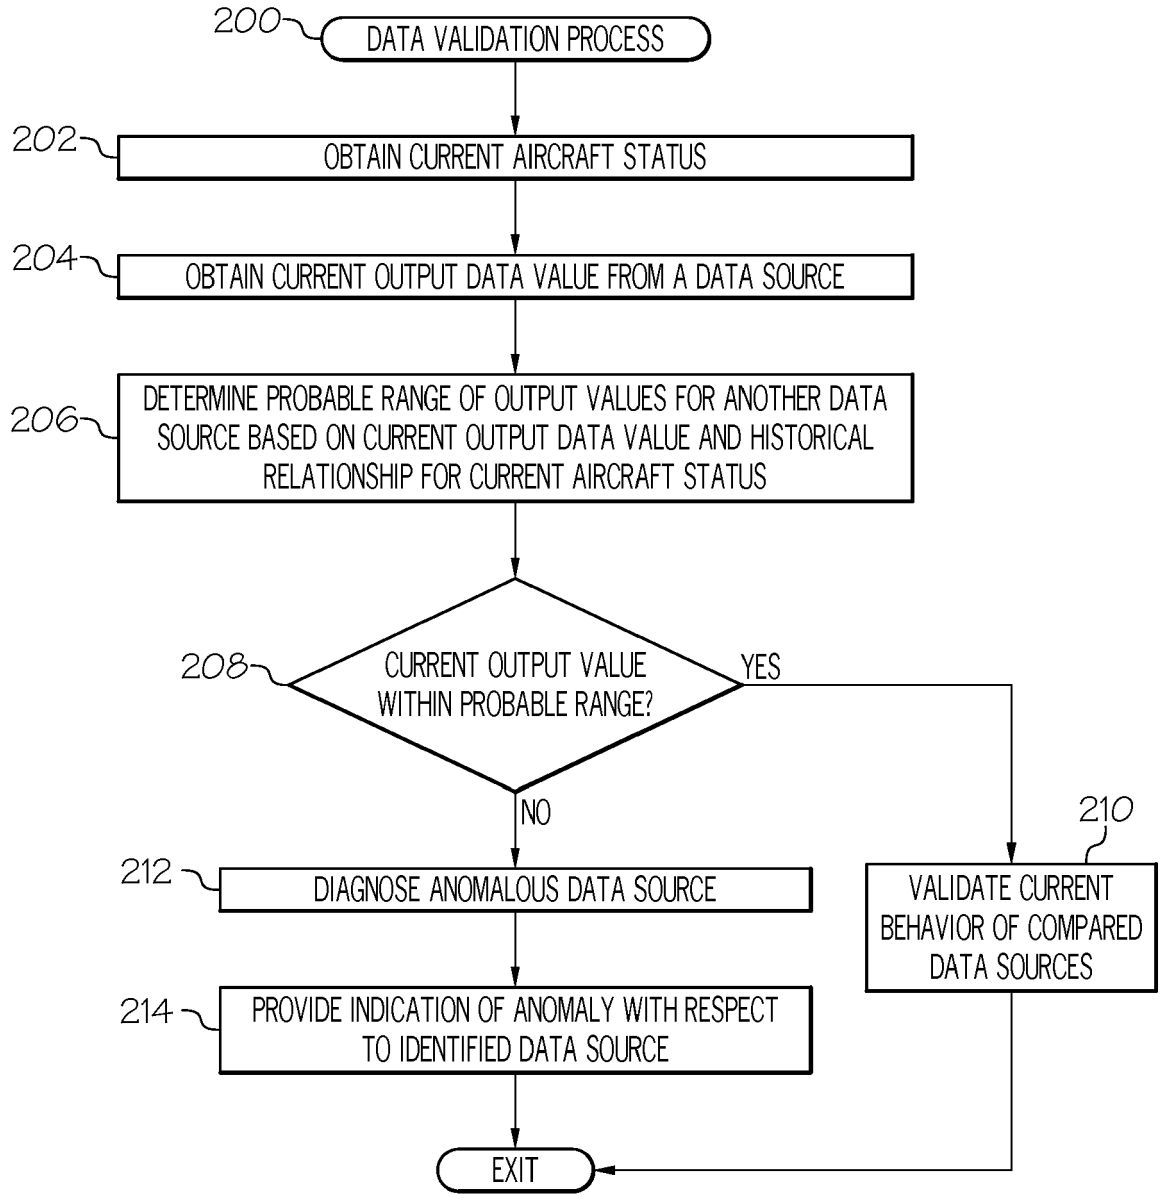 200
DATA VALIDATION PROCESS
202
OBTAIN CURRENT AIRCRAFT STATUS
204
OBTAIN CURRENT OUTPUT DATA VALUE FROM A DATA SOURCE
206
DETERMINE PROBABLE RANGE OF OUTPUT VALUES FOR ANOTHER DATA
SOURCE BASED ON CURRENT OUTPUT DATA VALUE AND HISTORICAL
RELATIONSHIP FOR CURRENT AIRCRAFT STATUS
208
CURRENT OUTPUT VALUE
WITHIN PROBABLE RANGE?
YES
NO
210
VALIDATE CURRENT
BEHAVIOR OF COMPARED
DATA SOURCES
212
DIAGNOSE ANOMALOUS DATA SOURCE
214
PROVIDE INDICATION OF ANOMALY WITH RESPECT
TO IDENTIFIED DATA SOURCE
EXIT